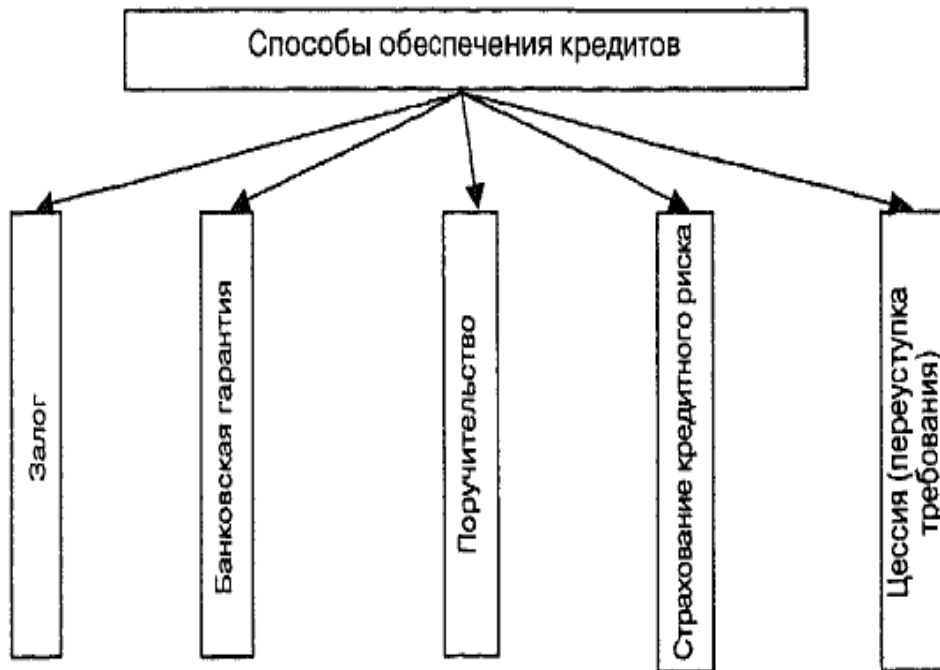 Способы обеспечения кредитов
Залог
Банковская гарантия
Поручительство
Страхование кредитного риска
Цессия (переуступка
требования)